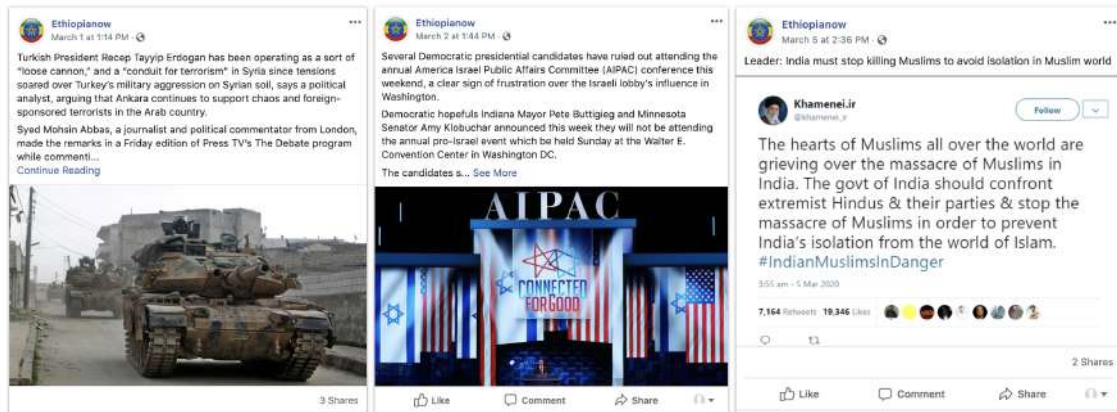 Ethiopianow
March 1 at 1:14 PM ·
Turkish President Recep Tayyip Erdogan has been operating as a sort of
"loose cannon," and a "conduit for terrorism" in Syria since tensions
soared over Turkey's military aggression on Syrian soil, says a political
analyst, arguing that Ankara continues to support chaos and foreign-
sponsored terrorists in the Arab country.
Syed Mohsin Abbas, a journalist and political commentator from London,
made the remarks in a Friday edition of Press TV's The Debate program
while commenti...
Continue Reading
3 Shares
Ethiopianow
March 2 at 1:44 PM ·
Several Democratic presidential candidates have ruled out attending the
annual America Israel Public Affairs Committee (AIPAC) conference this
weekend, a clear sign of frustration over the Israeli lobby's influence in
Washington.
Democratic hopefuls Indiana Mayor Pete Buttigieg and Minnesota
Senator Amy Klobuchar announced this week they will not be attending
the annual pro-Israel event which be held Sunday at the Walter E.
Convention Center in Washington DC.
The candidates s... See More
AIPAC
CONNECTED
FOR GOOD
Like Comment Share
Ethiopianow
March 5 at 2:36 PM ·
Leader: India must stop killing Muslims to avoid isolation in Muslim world
Khamenei.ir
@khamenei_ir
Follow
The hearts of Muslims all over the world are
grieving over the massacre of Muslims in
India. The govt of India should confront
extremist Hindus & their parties & stop the
massacre of Muslims in order to prevent
India's isolation from the world of Islam.
#IndianMuslimsInDanger
3:55 am - 5 Mar 2020
7,164 Retweets 19,346 Likes
2 Shares
Like Comment Share